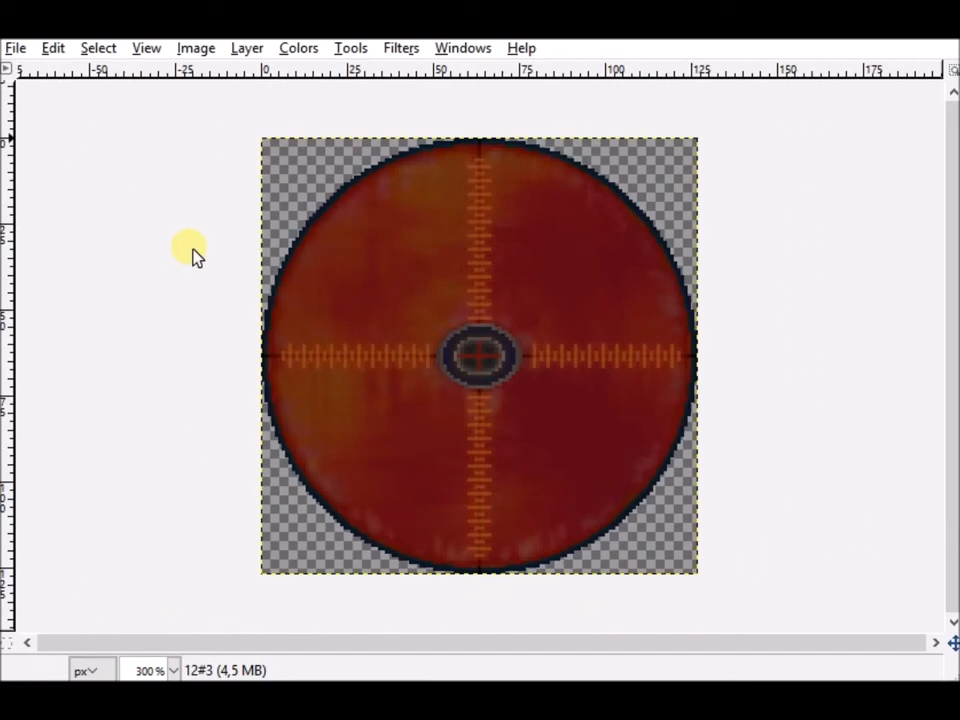 File Edit Select View Image Layer Colors Tools Filters Windows Help
-50 -25 0 25 50 75 100 125 150 175
px 300 % 12#3 (4,5 MB)